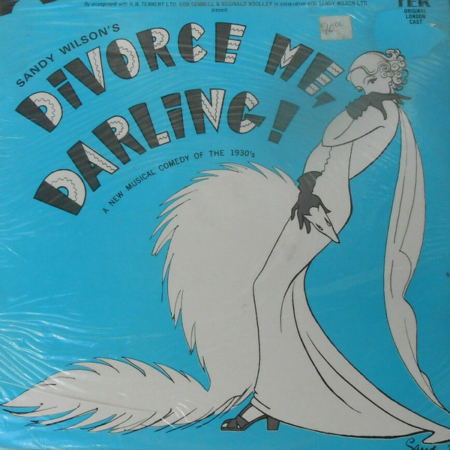 By arrangement with H. M. TENNENT LTD.
SANDY WILSON'S
DIVORCE ME,
DARLING!
A NEW MUSICAL COMEDY OF THE 1930's
TER
ORIGINAL
LONDON
CAST